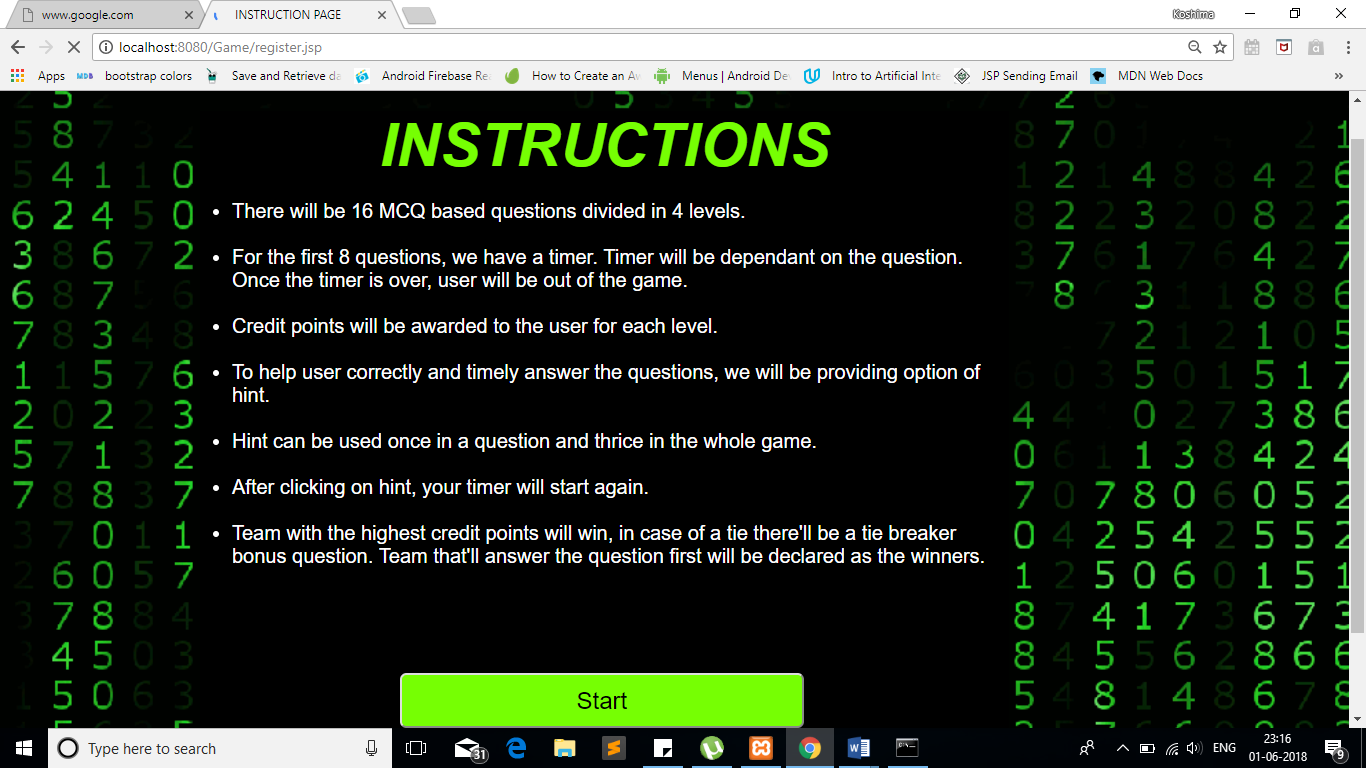 www.google.com
INSTRUCTION PAGE
Koshima
localhost:8080/Game/register.jsp
Apps
MDB
bootstrap colors
Save and Retrieve da
Android Firebase Re
How to Create an Aw
Menus | Android De
Intro to Artificial Inte
JSP Sending Email
MDN Web Docs
»
INSTRUCTIONS
• There will be 16 MCQ based questions divided in 4 levels.
• For the first 8 questions, we have a timer. Timer will be dependant on the question.
Once the timer is over, user will be out of the game.
• Credit points will be awarded to the user for each level.
• To help user correctly and timely answer the questions, we will be providing option of
hint.
• Hint can be used once in a question and thrice in the whole game.
• After clicking on hint, your timer will start again.
• Team with the highest credit points will win, in case of a tie there'll be a tie breaker
bonus question. Team that'll answer the question first will be declared as the winners.
Start
Type here to search
31
ENG
23:16
01-06-2018
9